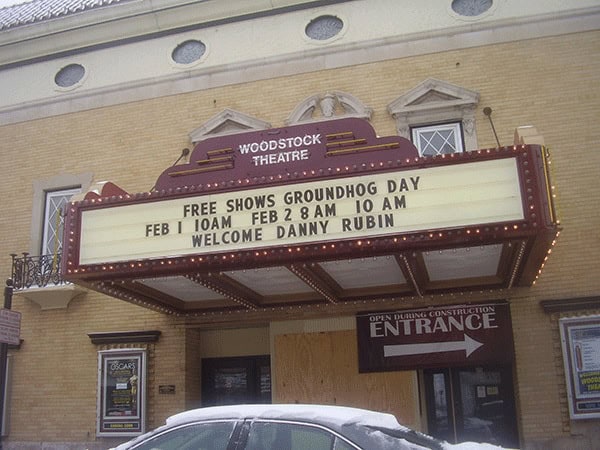 WOODSTOCK
THEATRE
FREE SHOWS GROUNDHOG DAY
FEB 1 10AM FEB 2 8 AM 10 AM
WELCOME DANNY RUBIN
OPEN DURING CONSTRUCTION
ENTRANCE
OSCARS